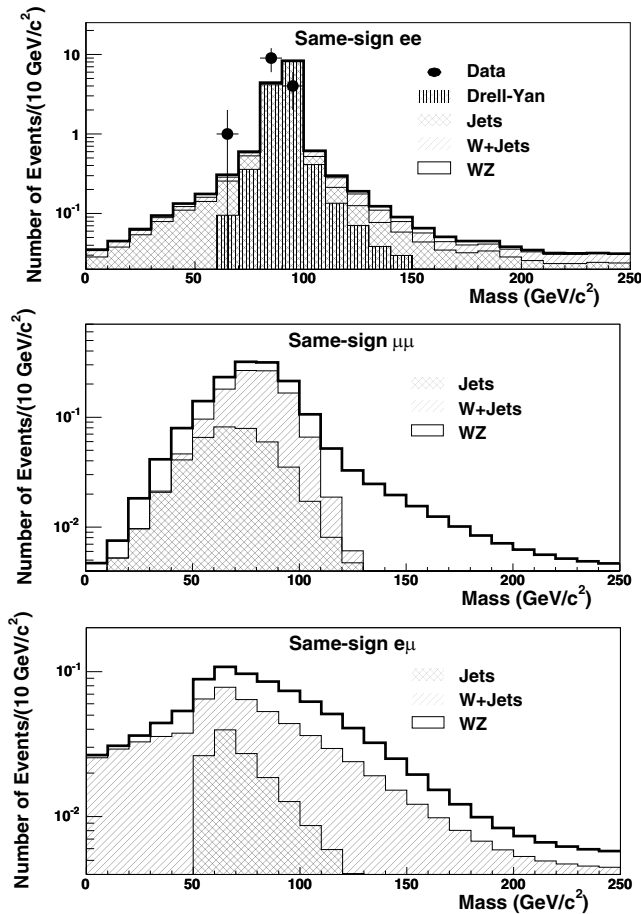 Same-sign ee
Number of Events/(10 GeV/c²)
10
1
10⁻¹
Data
Drell-Yan
Jets
W+Jets
WZ
0 50 100 150 200 250
Mass (GeV/c²)
Same-sign μμ
Number of Events/(10 GeV/c²)
10⁻¹
10⁻²
Jets
W+Jets
WZ
0 50 100 150 200 250
Mass (GeV/c²)
Same-sign eμ
Number of Events/(10 GeV/c²)
10⁻¹
10⁻²
Jets
W+Jets
WZ
0 50 100 150 200 250
Mass (GeV/c²)